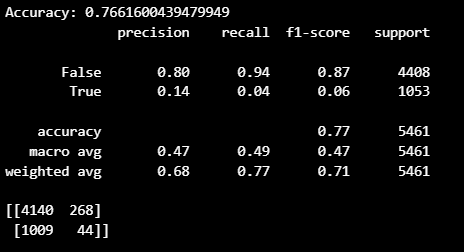 Accuracy: 0.7661600439479949
precision recall f1-score support
False 0.80 0.94 0.87 4408
True 0.14 0.04 0.06 1053
accuracy 0.77 5461
macro avg 0.47 0.49 0.47 5461
weighted avg 0.68 0.77 0.71 5461
[[4140 268]
[1009 44]]